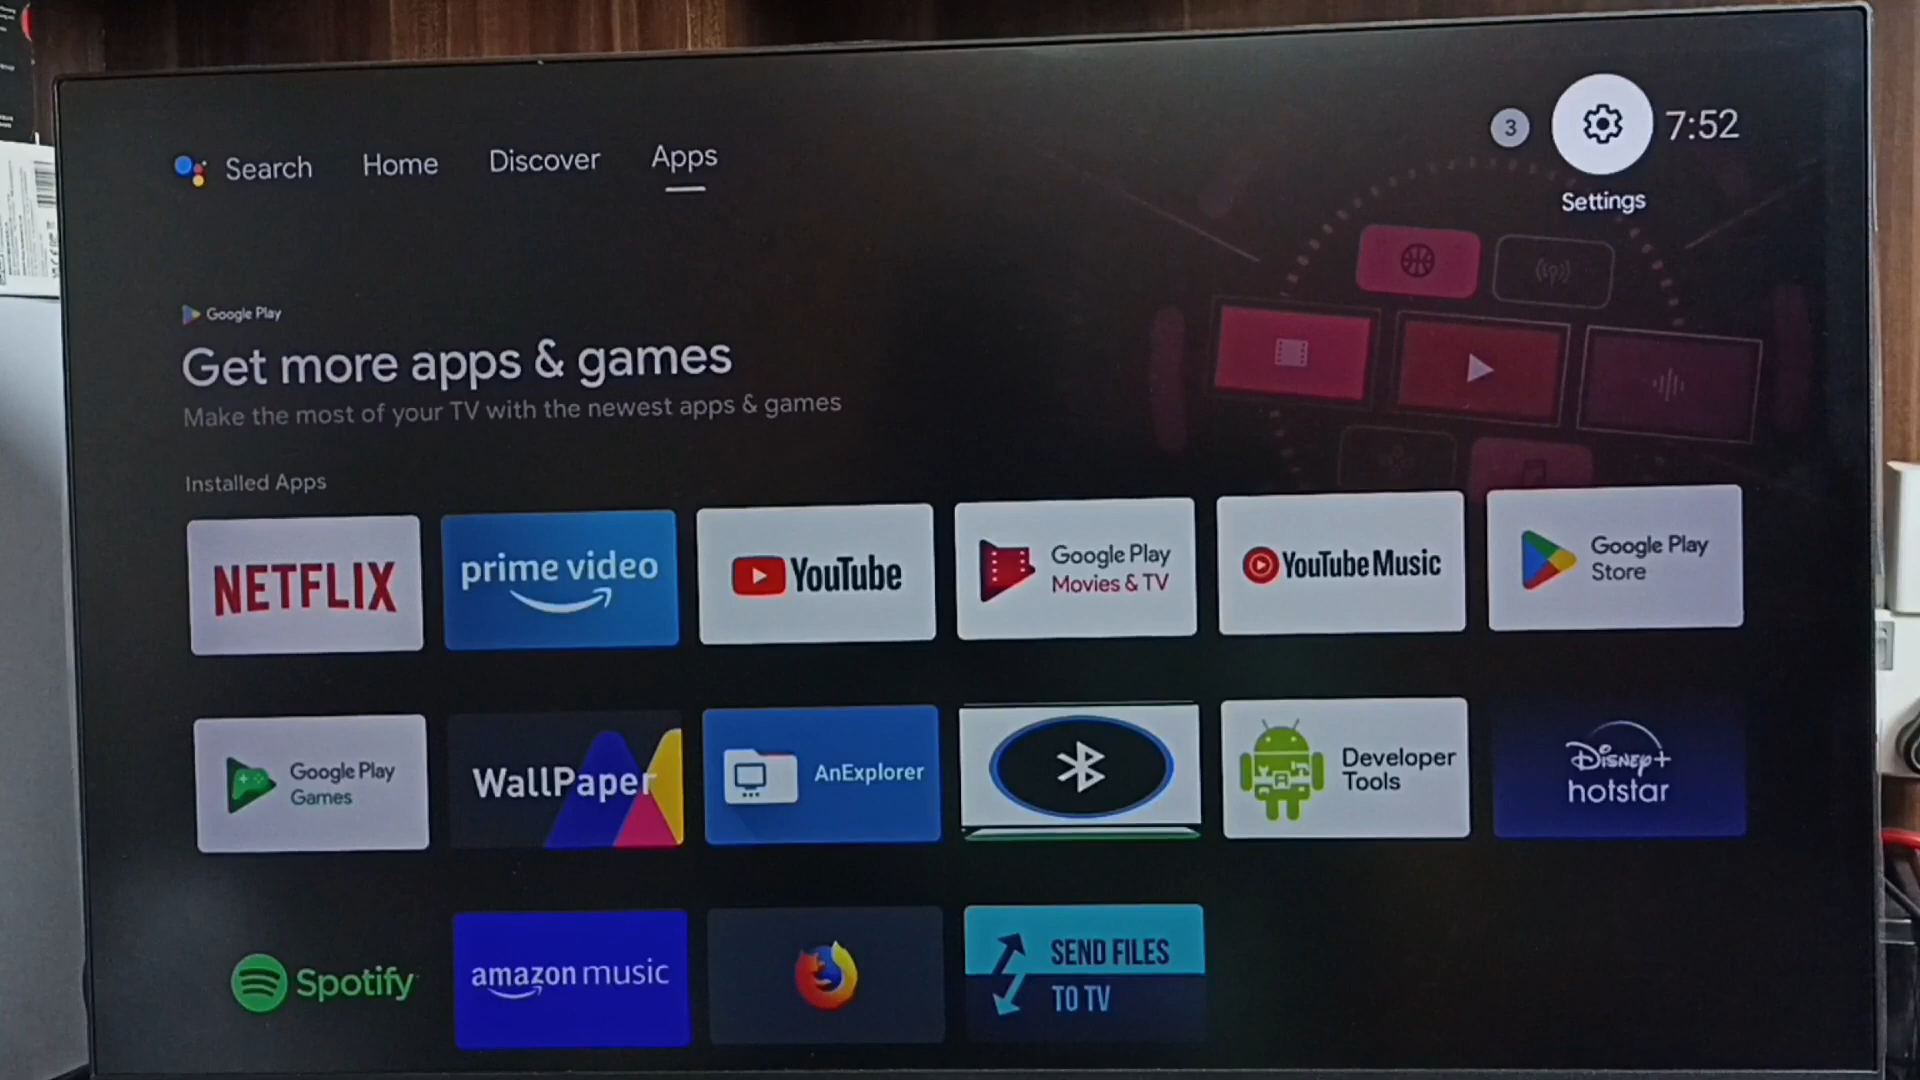 Search Home Discover Apps
3
7:52
Settings
Google Play
Get more apps & games
Make the most of your TV with the newest apps & games
Installed Apps
NETFLIX
prime video
YouTube
Google Play
Movies & TV
YouTube Music
Google Play
Store
Google Play
Games
WallPaper
AnExplorer
Developer
Tools
Disney+
hotstar
Spotify
amazon music
SEND FILES
TO TV